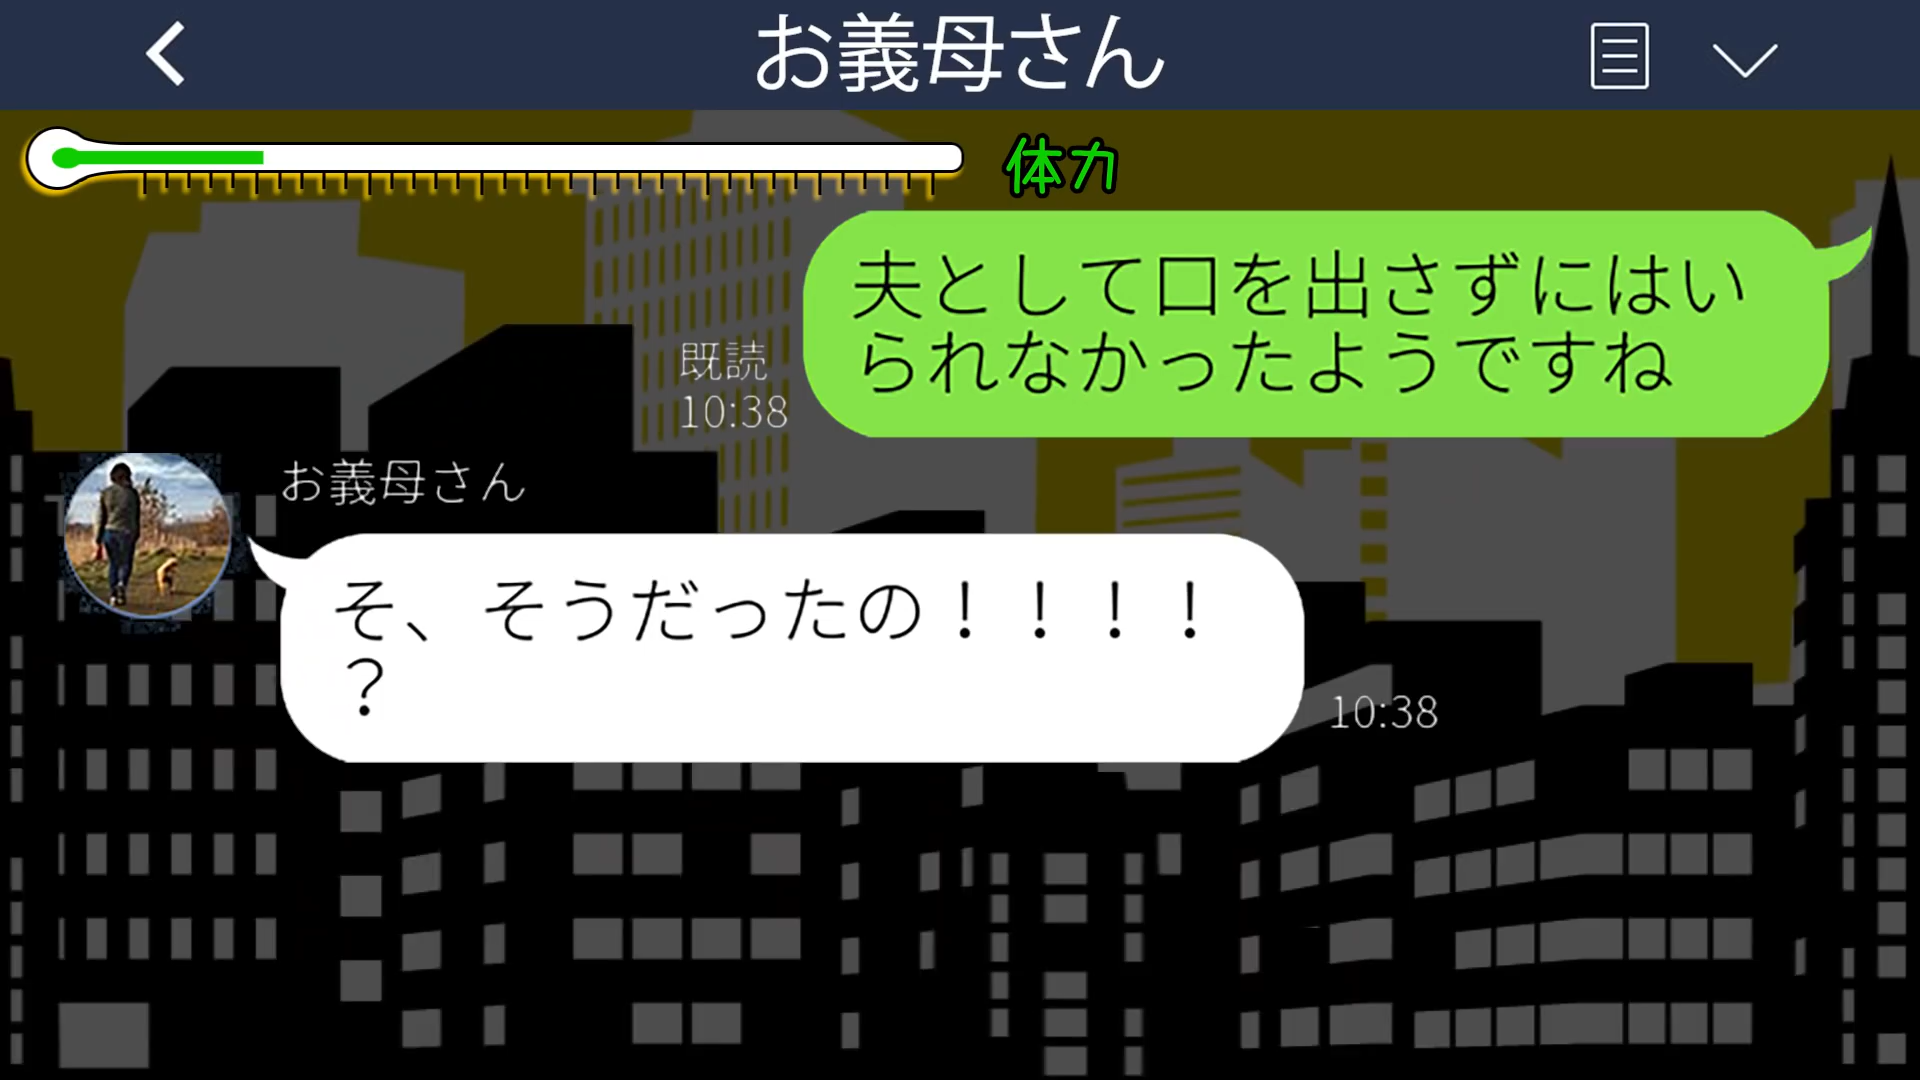 お義母さん
体力
夫として口を出さずにはい
られなかったようですね
既読
10:38
お義母さん
そ、そうだったの！！！！
？
10:38